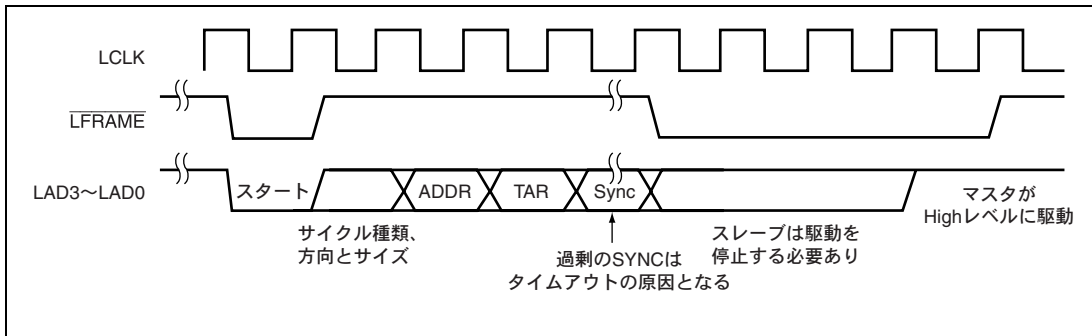 LCLK
LFRAME
LAD3〜LAD0
スタート
ADDR
TAR
Sync
マスタが
Highレベルに駆動
サイクル種類、
方向とサイズ
過剰のSYNCは
タイムアウトの原因となる
スレーブは駆動を
停止する必要あり